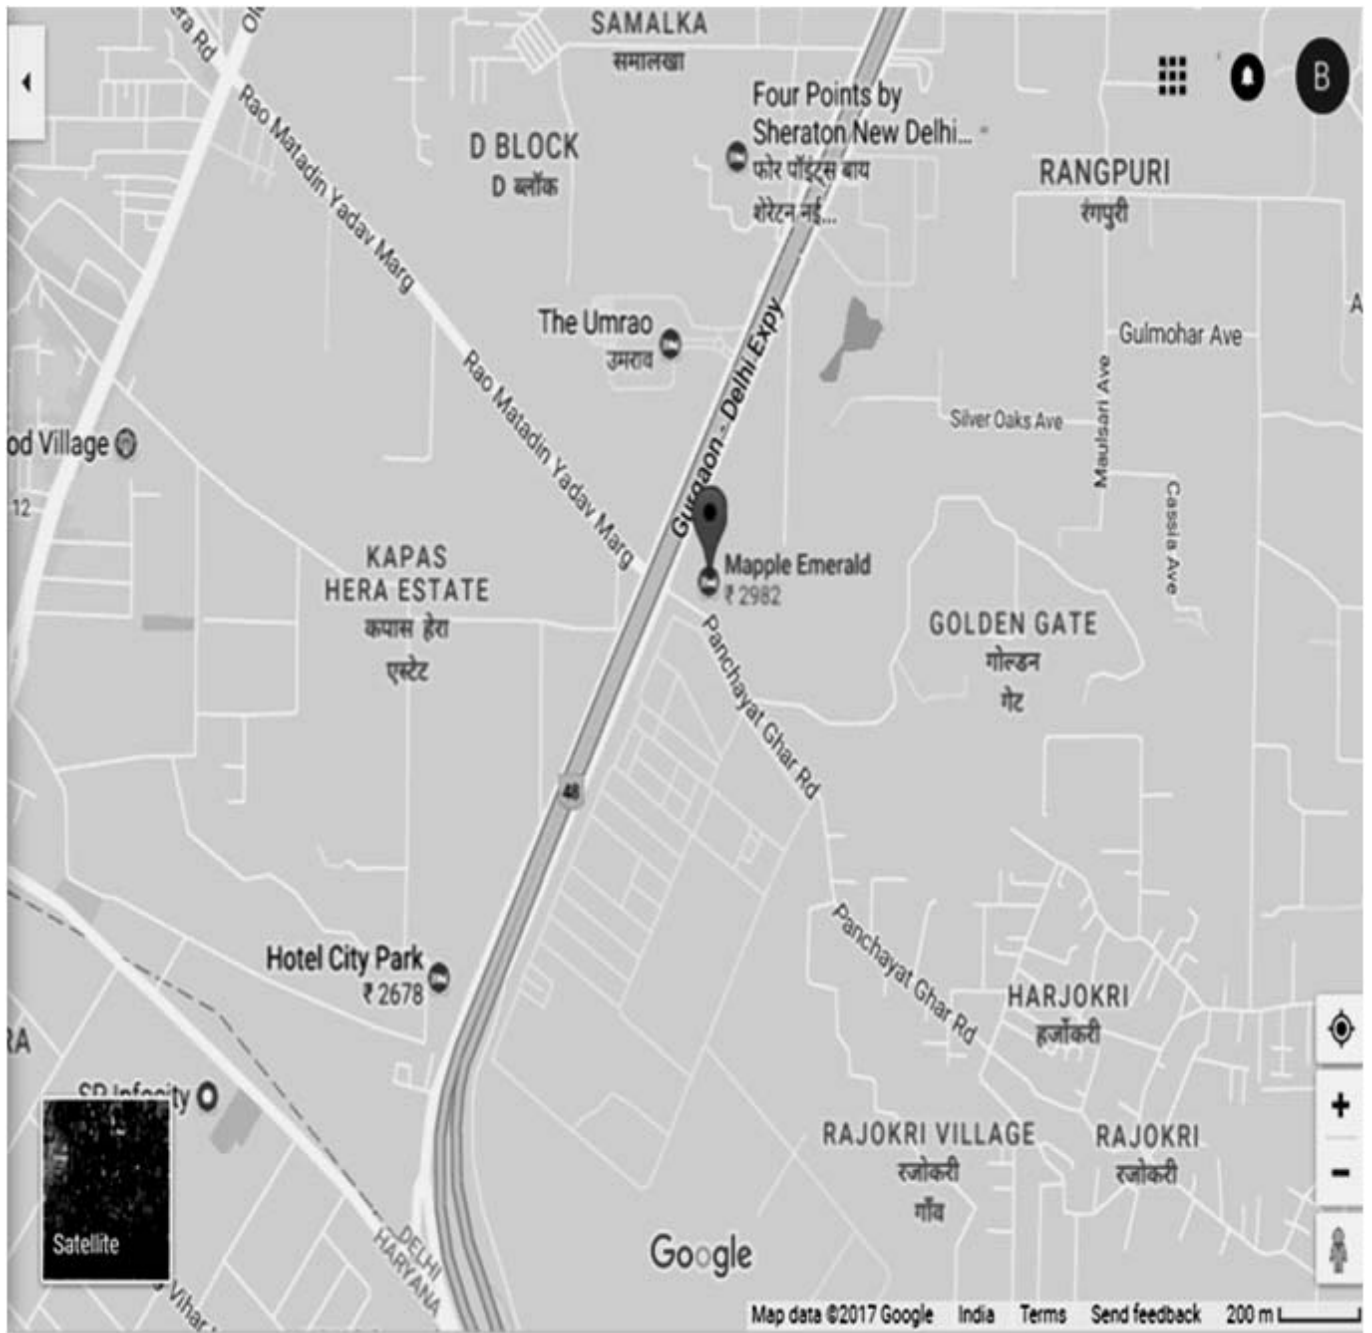 SAMALKA
समालखा
Rao Matadin Yadav Marg
D BLOCK
D ब्लॉक
Four Points by
Sheraton New Delhi...
फोर पॉइंट्स बाय
शेरेटन नई...
B
RANGPURI
रंगपुरी
The Umrao
उमराव
Gurgaon - Delhi Expy
Gulmohar Ave
Silver Oaks Ave
Maulsari Ave
Cassia Ave
Rao Matadin Yadav Marg
od Village
12
KAPAS
HERA ESTATE
कपास हेरा
एस्टेट
Mapple Emerald
₹ 2982
GOLDEN GATE
गोल्डन
गेट
Panchayat Ghar Rd
48
Hotel City Park
₹ 2678
Panchayat Ghar Rd
HARJOKRI
हर्जोकरी
RAJOKRI VILLAGE
रजोकरी
गाँव
RAJOKRI
रजोकरी
Satellite
DELHI
HARYANA
Google
Map data ©2017 Google India Terms Send feedback 200 m